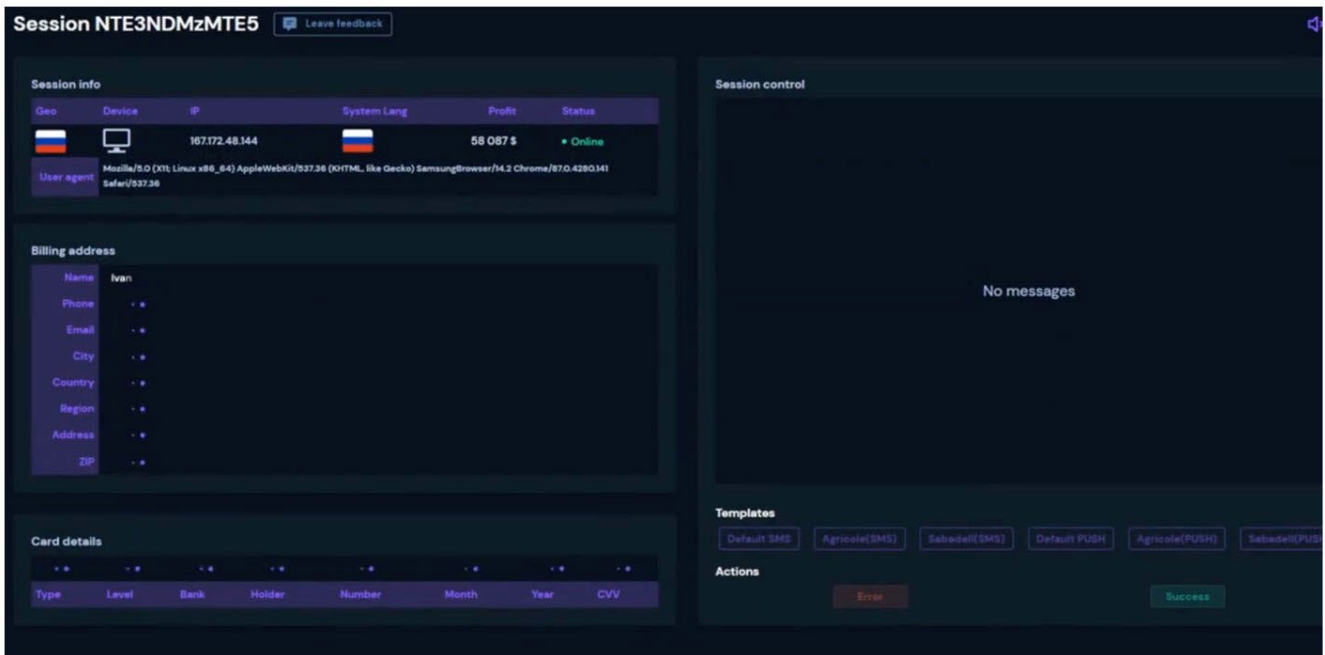 Session NTE3NDMzMTE5
Leave feedback
Session info
Geo Device IP System Lang Profit Status
167.172.48.144 58 087 $ Online
User agent
Mozilla/5.0 (X11; Linux x86_64) AppleWebKit/537.36 (KHTML, like Gecko) SamsungBrowser/14.2 Chrome/87.0.4280.141
Safari/537.36
Billing address
Name Ivan
Phone
Email
City
Country
Region
Address
ZIP
Card details
Type Level Bank Holder Number Month Year CVV
Session control
No messages
Templates
Default SMS Agricole(SMS) Sabadell(SMS) Default PUSH Agricole(PUSH) Sabadell(PUSH
Actions
Error Success